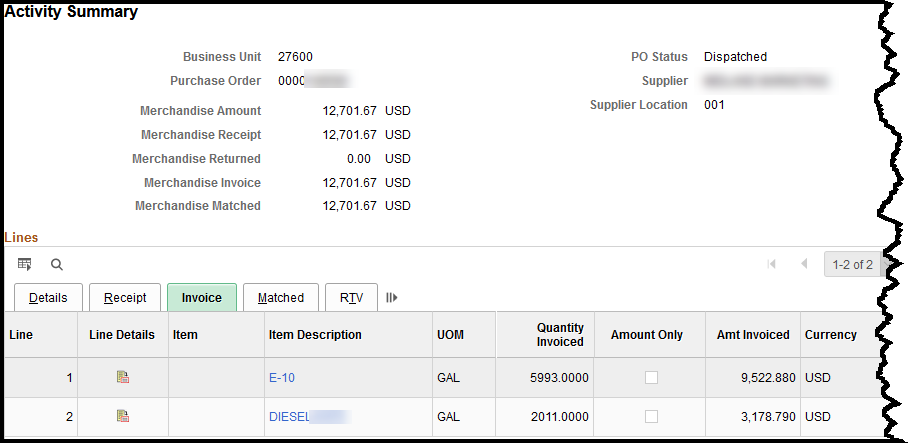 Activity Summary
Business Unit 27600 PO Status Dispatched
Purchase Order 0000 Supplier
Supplier Location 001
Merchandise Amount 12,701.67 USD
Merchandise Receipt 12,701.67 USD
Merchandise Returned 0.00 USD
Merchandise Invoice 12,701.67 USD
Merchandise Matched 12,701.67 USD
Lines
1-2 of 2
Details Receipt Invoice Matched RTV
Line Line Details Item Item Description UOM Quantity Invoiced Amount Only Amt Invoiced Currency
1 E-10 GAL 5993.0000 9,522.880 USD
2 DIESEL GAL 2011.0000 3,178.790 USD